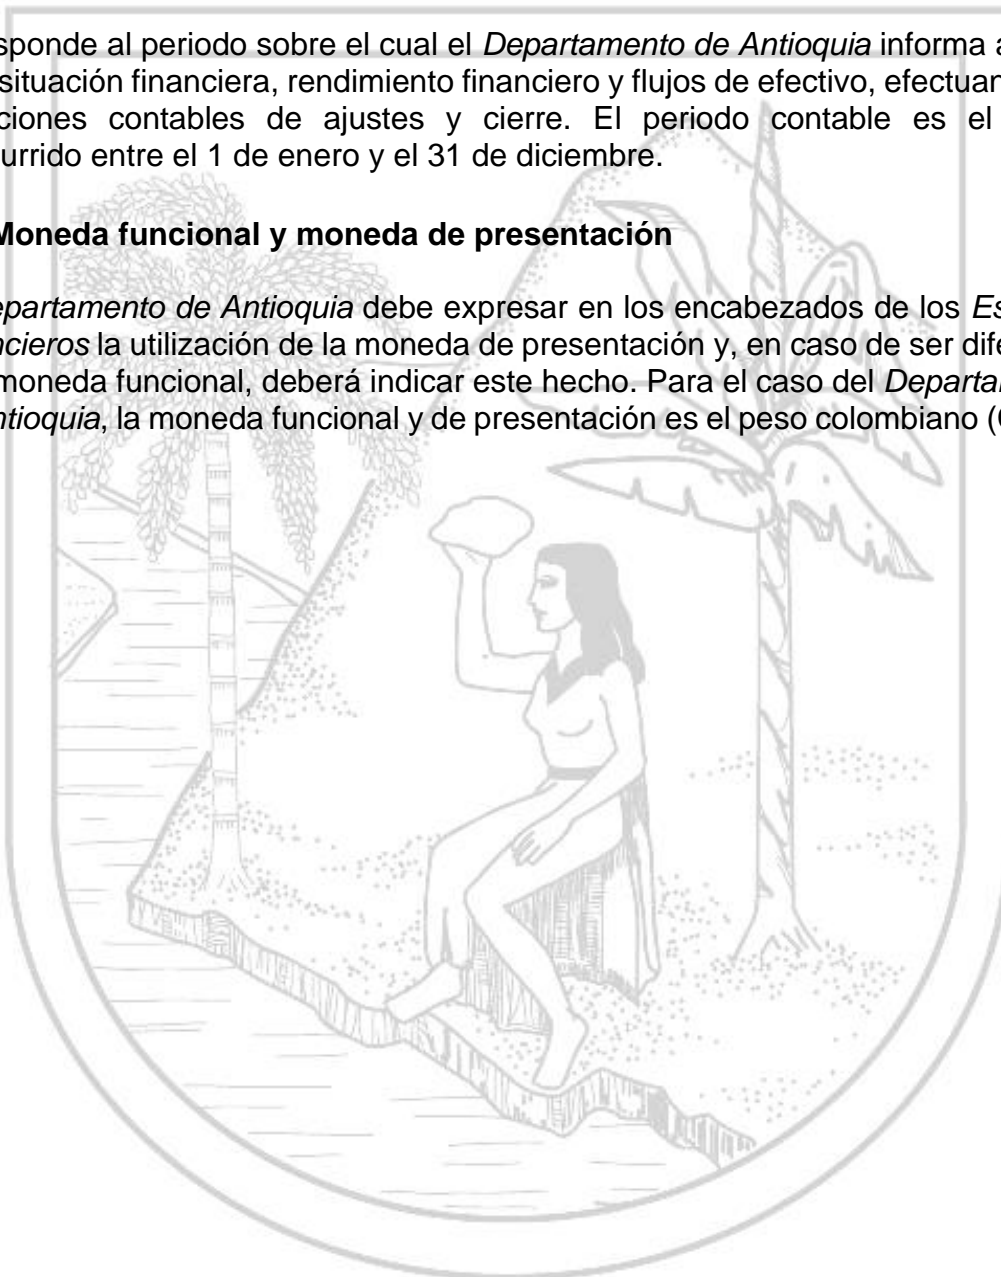 sponde al periodo sobre el cual el Departamento de Antioquia informa a
situación financiera, rendimiento financiero y flujos de efectivo, efectuan
ciones contables de ajustes y cierre. El periodo contable es el
urrido entre el 1 de enero y el 31 de diciembre.
Moneda funcional y moneda de presentación
epartamento de Antioquia debe expresar en los encabezados de los Es
ncieros la utilización de la moneda de presentación y, en caso de ser dife
moneda funcional, deberá indicar este hecho. Para el caso del Departa
ntioquia, la moneda funcional y de presentación es el peso colombiano (